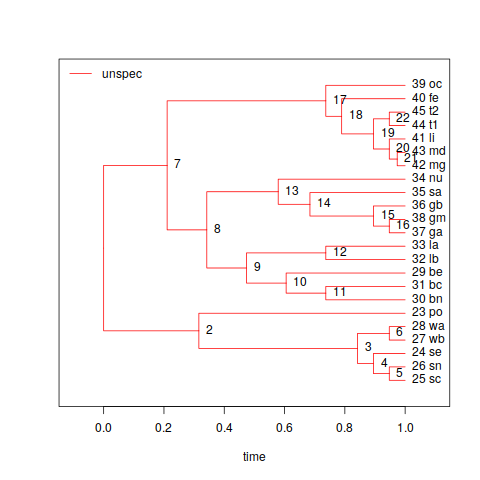 unspec
39 oc
17
40 fe
18
45 t2
22
44 t1
19
41 li
20
43 md
21
42 mg
7
34 nu
13
35 sa
14
36 gb
15
38 gm
16
37 ga
8
33 la
12
32 lb
9
29 be
10
31 bc
11
30 bn
23 po
2
28 wa
6
27 wb
3
24 se
4
26 sn
5
25 sc
0.0 0.2 0.4 0.6 0.8 1.0
time